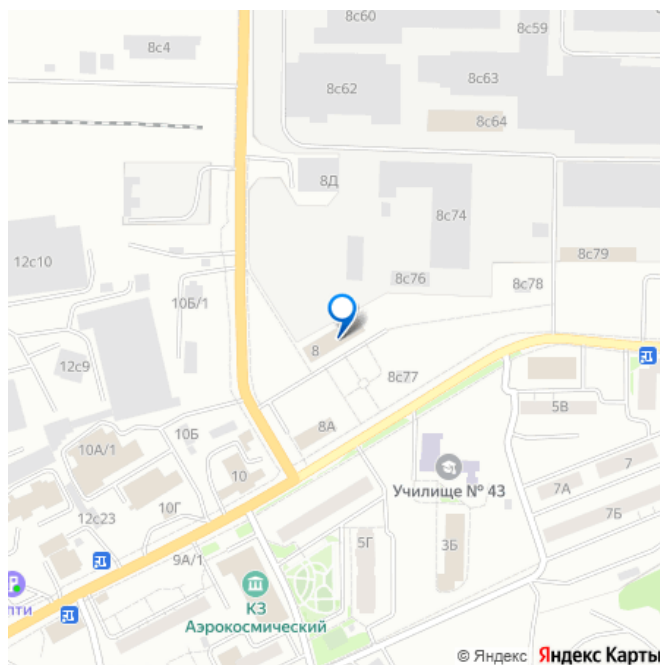 8с60
8с59
8с4
8с62
8с63
8с64
8Д
8с74
12с10
8с79
8с76
8с78
10Б/1
8
12с9
8с77
5В
8А
10Б
10А/1
10
7
Училище № 43
7А
10Г
12с23
7Б
5Г
3Б
9А/1
пти
КЗ
Аэрокосмический
© Яндекс Яндекс Карты